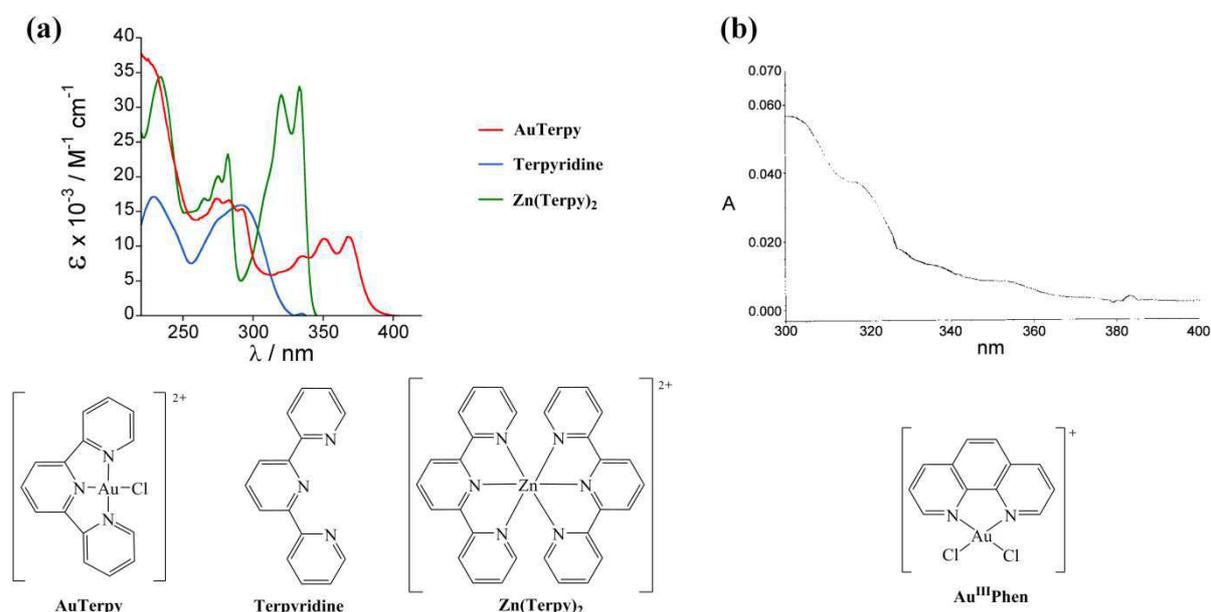 (a)
40
35
30
25
20
15
10
5
0
ε x 10⁻³ / M⁻¹ cm⁻¹
250 300 350 400
λ / nm
AuTerpy
Terpyridine
Zn(Terpy)₂
(b)
0.070
0.060
0.040
0.020
0.000
A
300 320 340 360 380 400
nm
2+
N
N Au Cl
N
AuTerpy
N
N
N
Terpyridine
2+
N N
N Zn N
N N
Zn(Terpy)₂
+
N N
Au
Cl Cl
AuᴵᴵᴵPhen